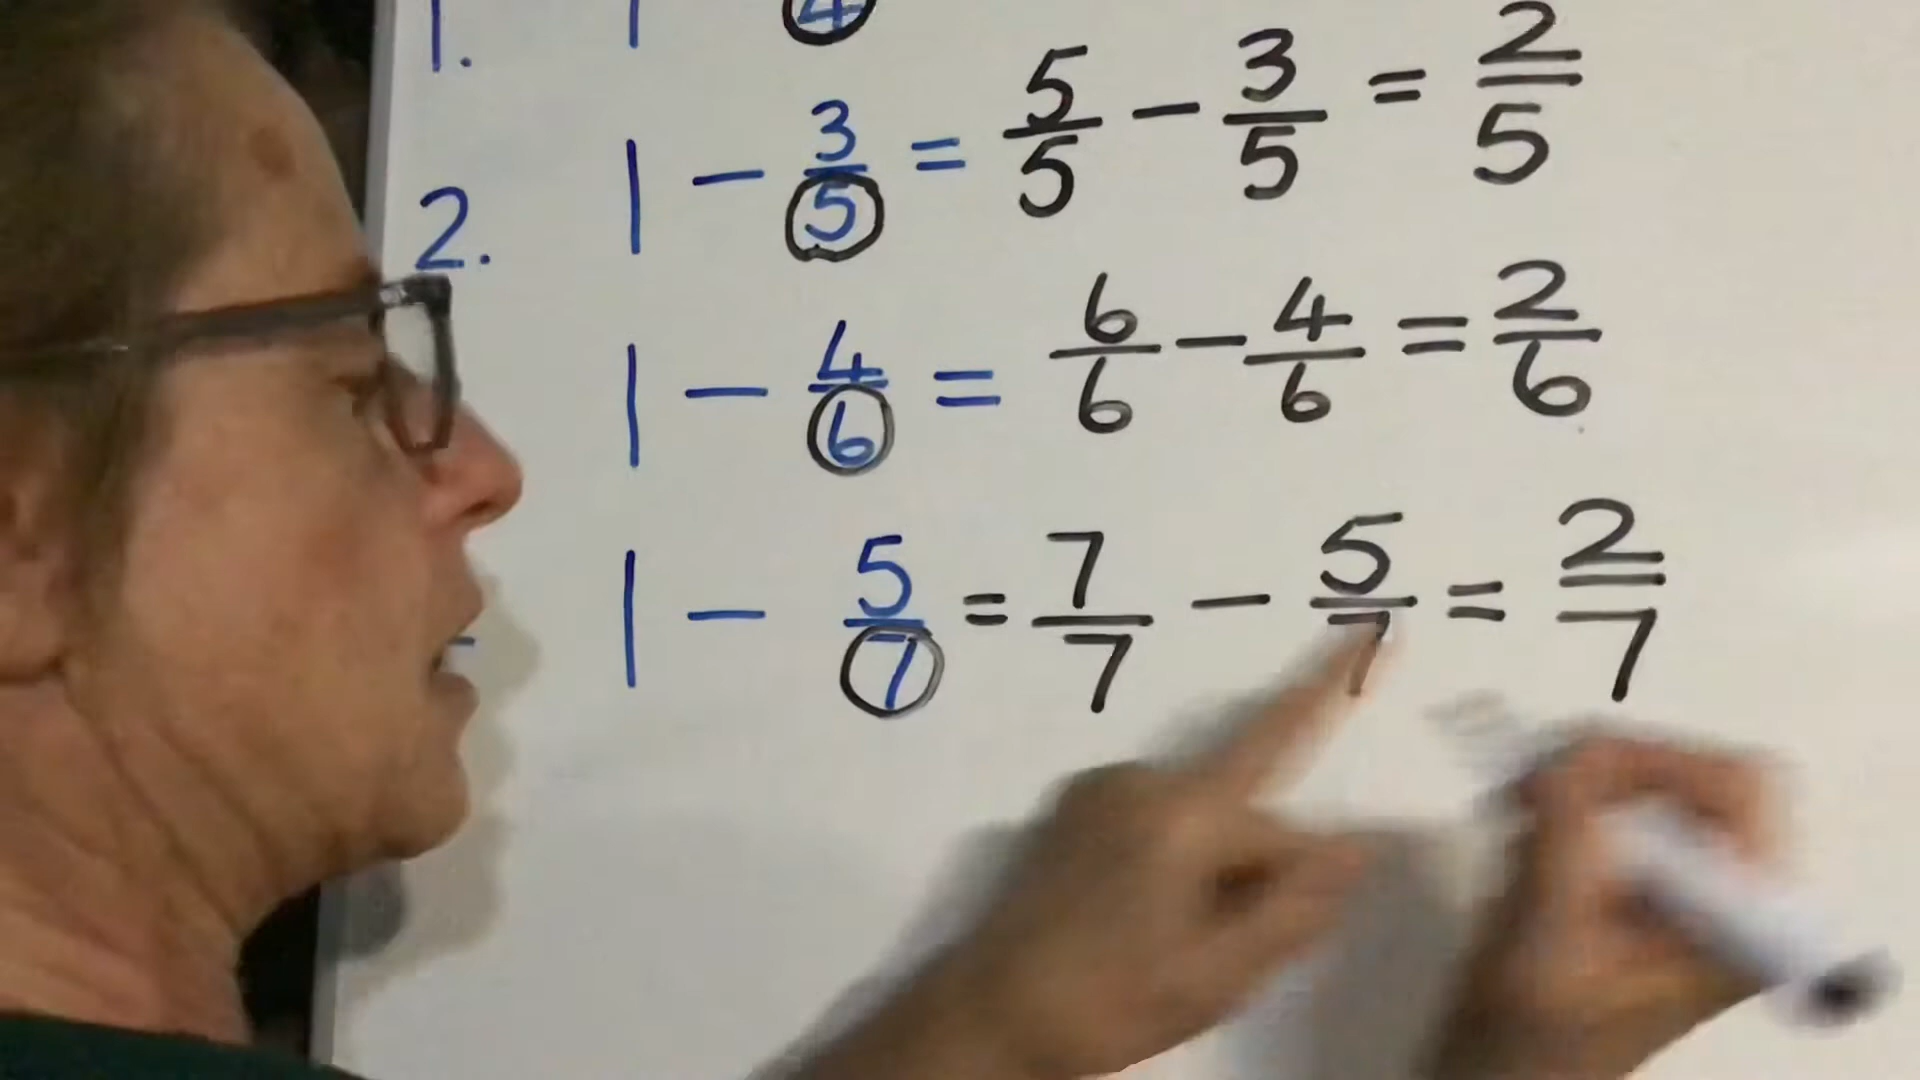 1. 1 4
2. 1 - 3/5 = 5/5 - 3/5 = 2/5
1 - 4/6 = 6/6 - 4/6 = 2/6
1 - 5/7 = 7/7 - 5/7 = 2/7